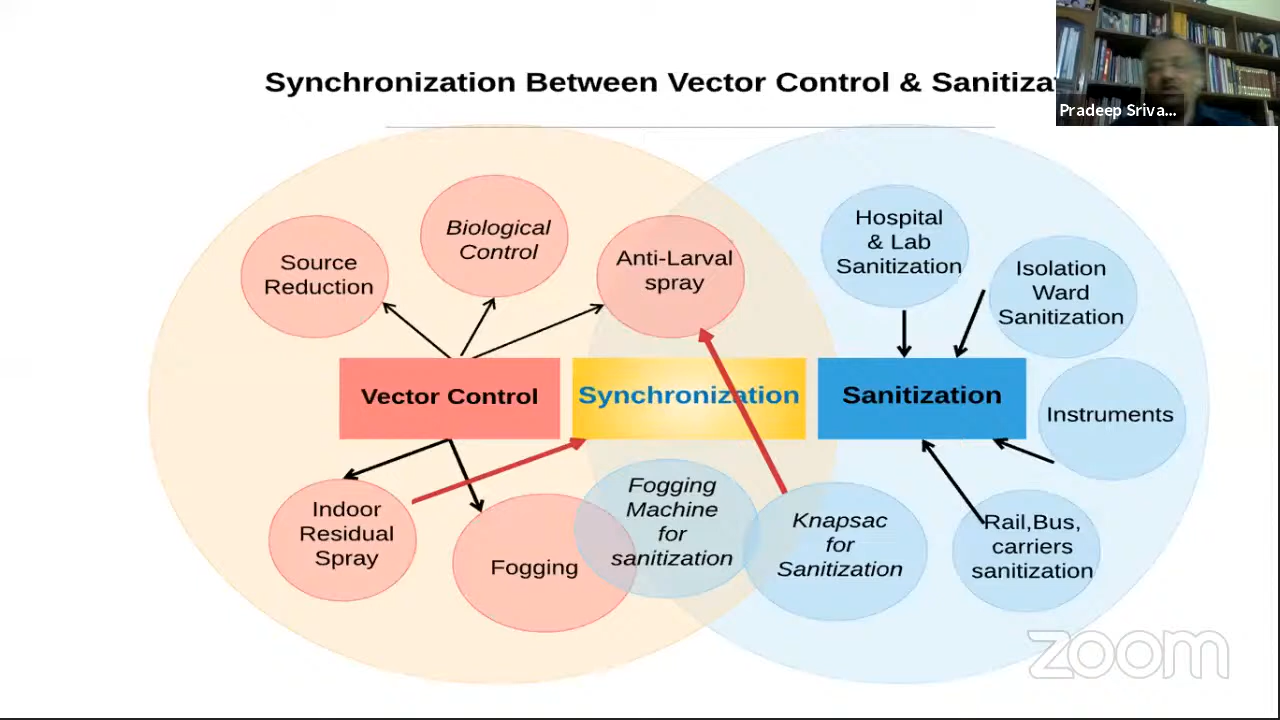 Synchronization Between Vector Control & Sanitiza
Pradeep Sriva...
Source
Reduction
Biological
Control
Anti-Larval
spray
Hospital
& Lab
Sanitization
Isolation
Ward
Sanitization
Vector Control
Synchronization
Sanitization
Instruments
Indoor
Residual
Spray
Fogging
Fogging
Machine
for
sanitization
Knapsac
for
Sanitization
Rail,Bus,
carriers
sanitization
zoom